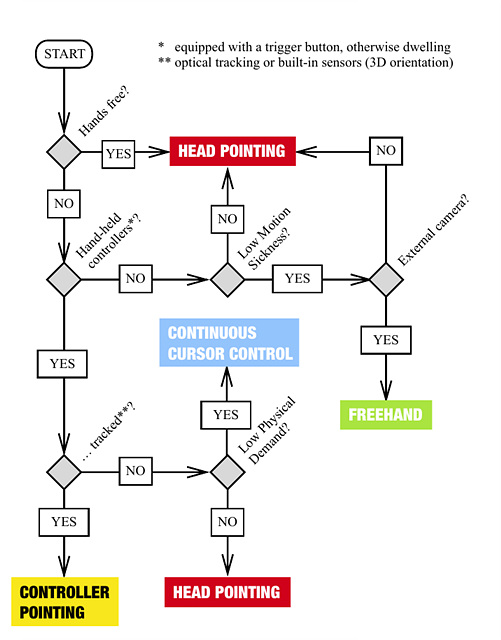 START
* equipped with a trigger button, otherwise dwelling
** optical tracking or built-in sensors (3D orientation)
Hands free?
YES
HEAD POINTING
NO
NO
Hand-held
controllers*?
NO
Low Motion
Sickness?
NO
YES
External camera?
YES
CONTINUOUS
CURSOR CONTROL
YES
FREEHAND
... tracked**?
NO
YES
Low Physical
Demand?
YES
NO
CONTROLLER
POINTING
HEAD POINTING